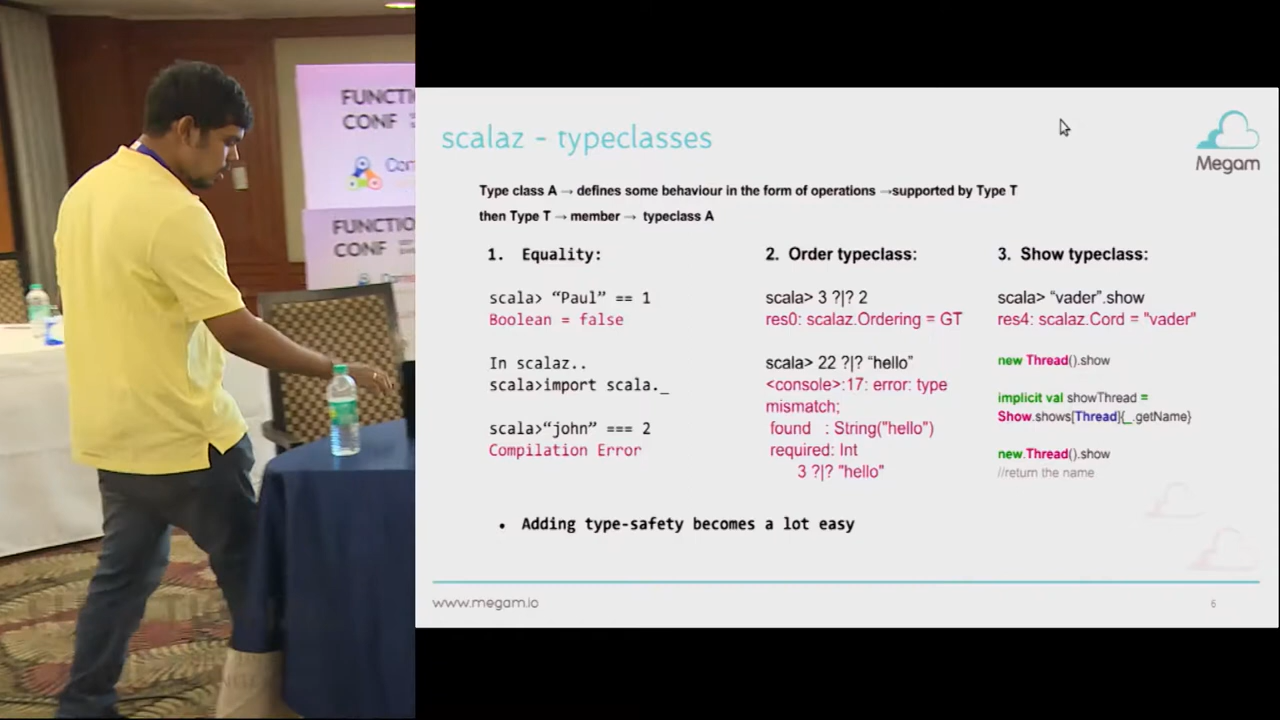 FUNCTI
CONF
Con
FUNCTIO
CONF
scalaz - typeclasses
Megam
Type class A → defines some behaviour in the form of operations →supported by Type T
then Type T → member → typeclass A
1. Equality:
scala> “Paul” == 1
Boolean = false
In scalaz..
scala>import scala._
scala>“john” === 2
Compilation Error
2. Order typeclass:
scala> 3 ?|? 2
res0: scalaz.Ordering = GT
scala> 22 ?|? “hello”
<console>:17: error: type
mismatch;
found : String("hello")
required: Int
3 ?|? "hello"
3. Show typeclass:
scala> “vader”.show
res4: scalaz.Cord = "vader"
new Thread().show
implicit val showThread =
Show.shows[Thread]{_.getName}
new.Thread().show
//return the name
• Adding type-safety becomes a lot easy
www.megam.io
6